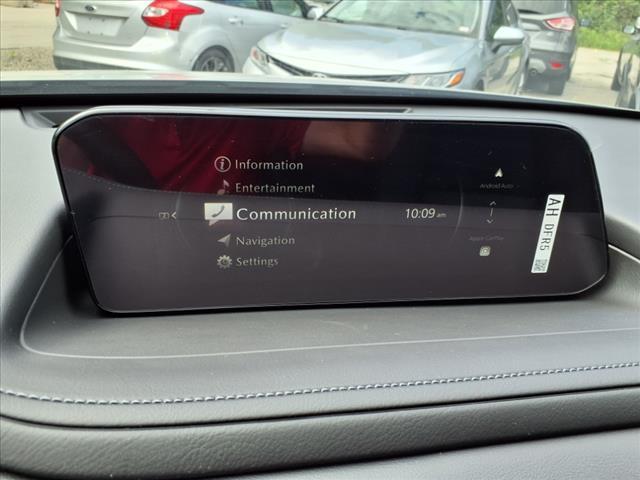 Information
Entertainment
Communication
10:09 am
Navigation
Settings
Android Auto
Apple CarPlay
AH DFR5